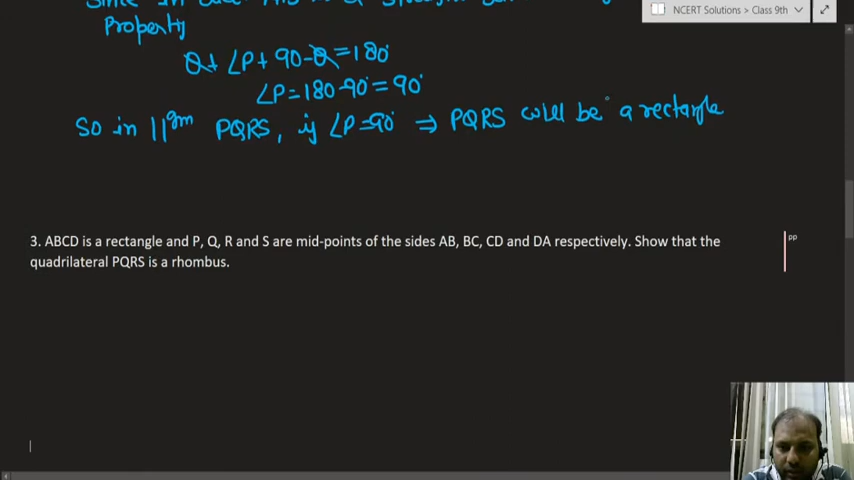 NCERT Solutions > Class 9th
Property
θ + ∠P + 90 - θ = 180°
∠P = 180 - 90° = 90°
So in ||gm PQRS, if ∠P = 90° ⇒ PQRS will be a rectangle
3. ABCD is a rectangle and P, Q, R and S are mid-points of the sides AB, BC, CD and DA respectively. Show that the
quadrilateral PQRS is a rhombus.
pp